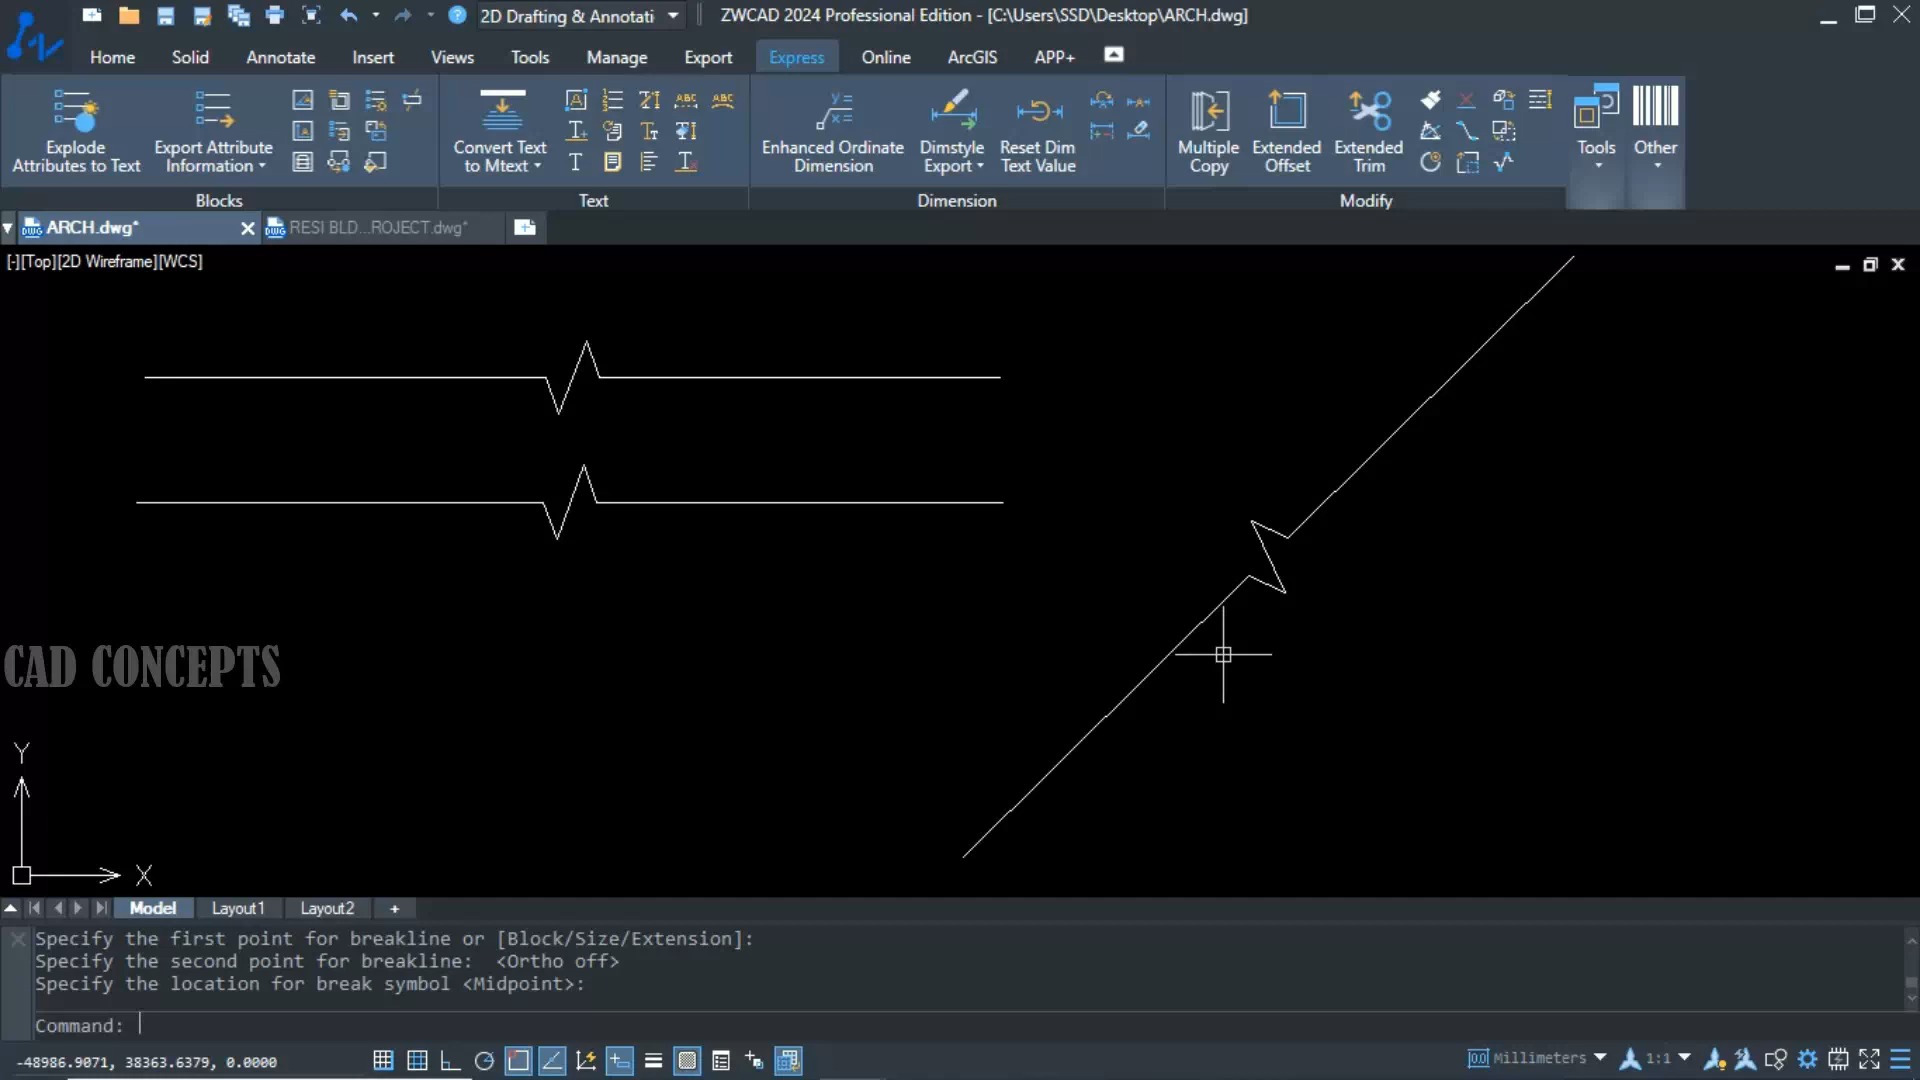 2D Drafting & Annotati
ZWCAD 2024 Professional Edition - [C:\Users\SSD\Desktop\ARCH.dwg]
Home Solid Annotate Insert Views Tools Manage Export Express Online ArcGIS APP+
Explode
Attributes to Text
Export Attribute
Information
Convert Text
to Mtext
Enhanced Ordinate
Dimension
Dimstyle
Export
Reset Dim
Text Value
Multiple
Copy
Extended
Offset
Extended
Trim
Tools
Other
Blocks Text Dimension Modify
ARCH.dwg* RESI BLD...ROJECT.dwg*
[-][Top][2D Wireframe][WCS]
CAD CONCEPTS
Y
X
Model Layout1 Layout2 +
Specify the first point for breakline or [Block/Size/Extension]:
Specify the second point for breakline: <Ortho off>
Specify the location for break symbol <Midpoint>:
Command:
-48986.9071, 38363.6379, 0.0000
Millimeters 1:1